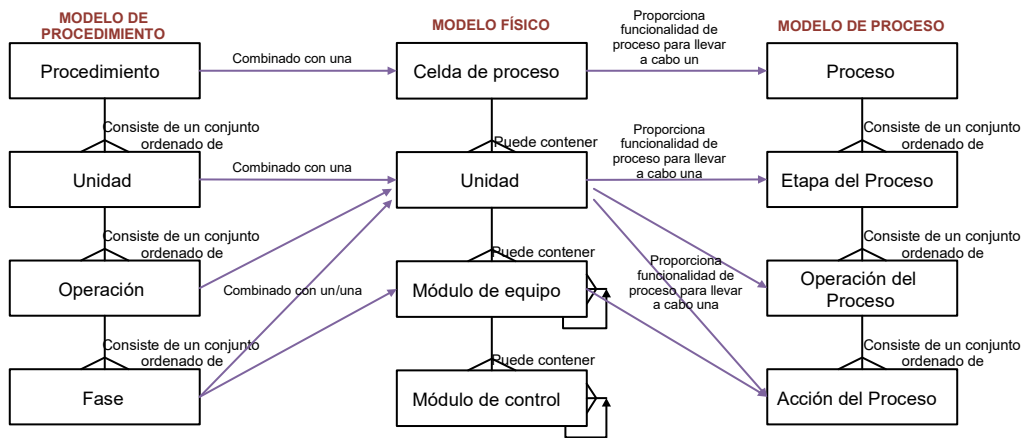 MODELO DE
PROCEDIMIENTO
MODELO FÍSICO
Proporciona
funcionalidad de
proceso para llevar
a cabo un
MODELO DE PROCESO
Procedimiento
Combinado con una
Celda de proceso
Proceso
Consiste de un conjunto
ordenado de
Puede contener
Proporciona
funcionalidad de
proceso para llevar
a cabo una
Consiste de un conjunto
ordenado de
Unidad
Combinado con una
Unidad
Etapa del Proceso
Consiste de un conjunto
ordenado de
Puede contener
Proporciona
funcionalidad de
proceso para llevar
a cabo una
Consiste de un conjunto
ordenado de
Operación
Combinado con un/una
Módulo de equipo
Operación del
Proceso
Consiste de un conjunto
ordenado de
Puede contener
Consiste de un conjunto
ordenado de
Fase
Módulo de control
Acción del Proceso